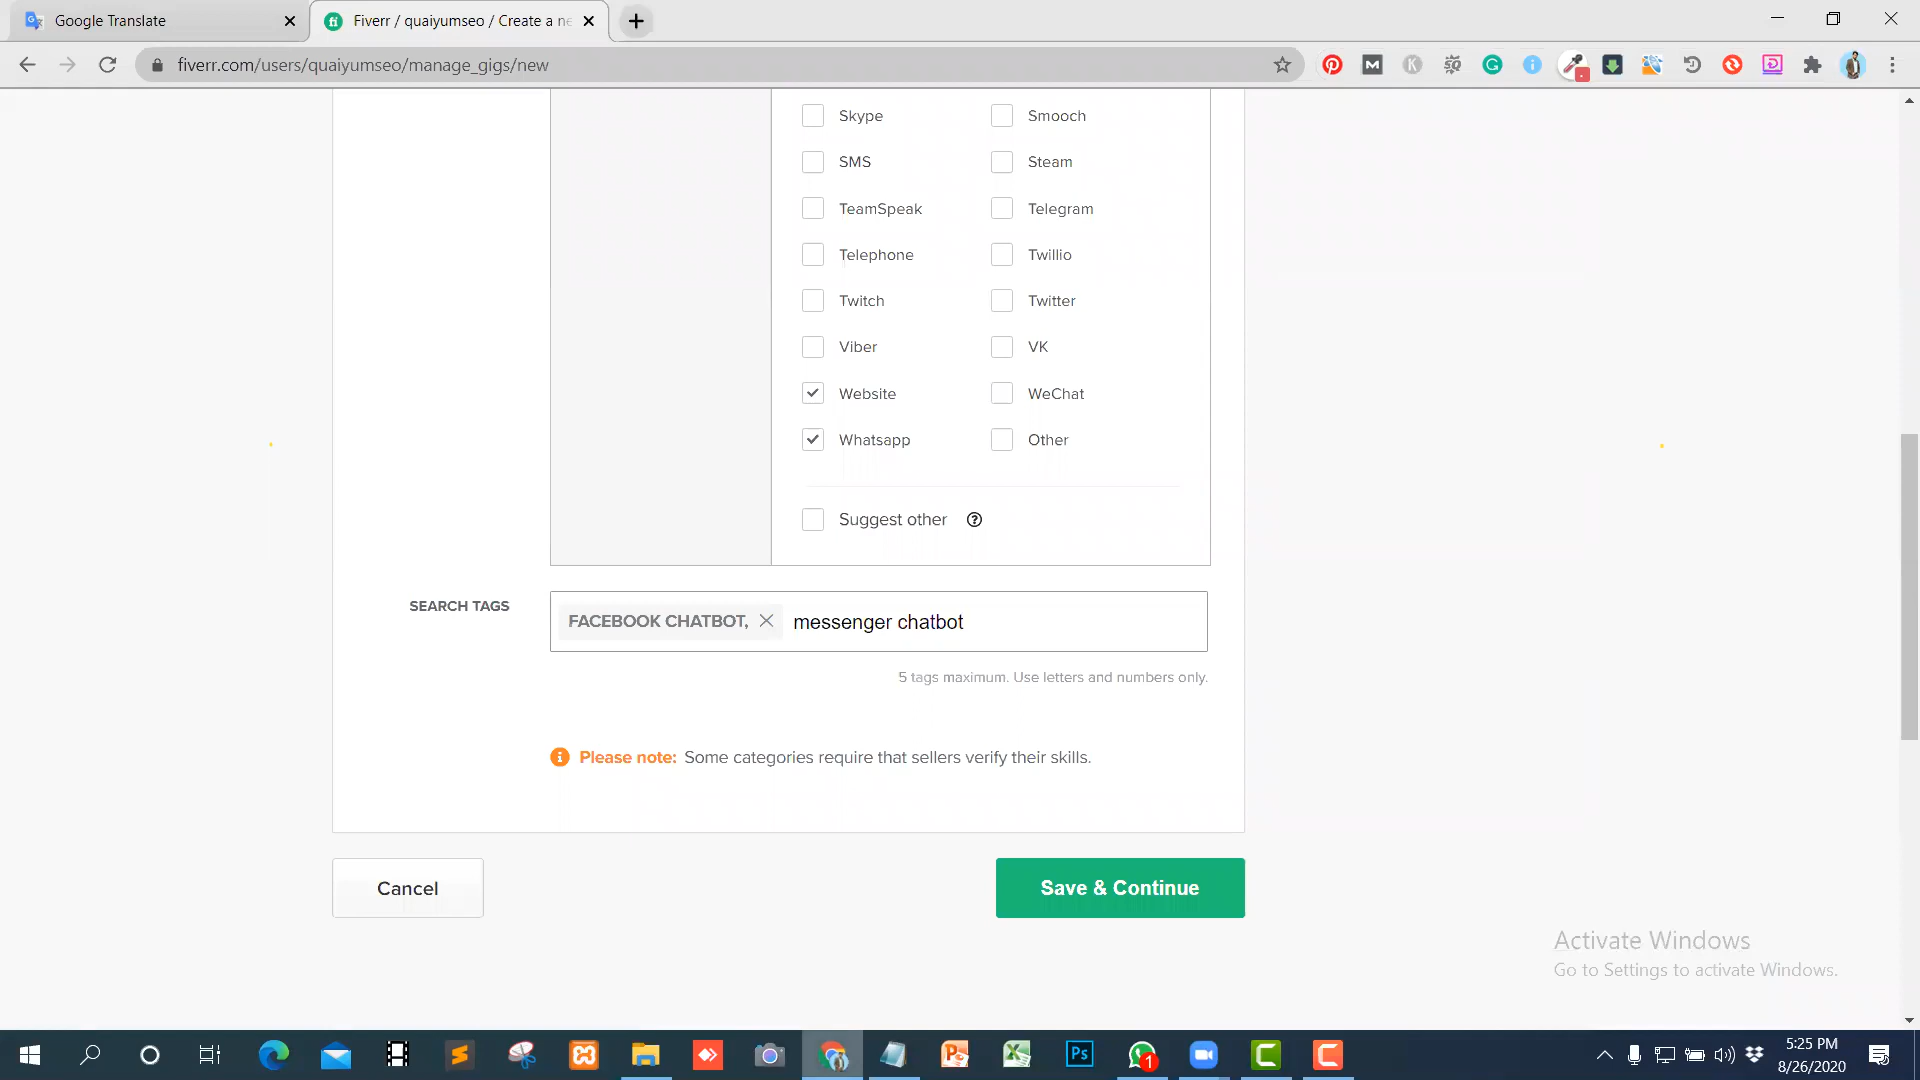 Google Translate
Fiverr / quaiyumseo / Create a ne
fiverr.com/users/quaiyumseo/manage_gigs/new
Skype
Smooch
SMS
Steam
TeamSpeak
Telegram
Telephone
Twillio
Twitch
Twitter
Viber
VK
Website
WeChat
Whatsapp
Other
Suggest other
SEARCH TAGS
FACEBOOK CHATBOT,
messenger chatbot
5 tags maximum. Use letters and numbers only.
Please note: Some categories require that sellers verify their skills.
Cancel
Save & Continue
Activate Windows
Go to Settings to activate Windows.
5:25 PM
8/26/2020